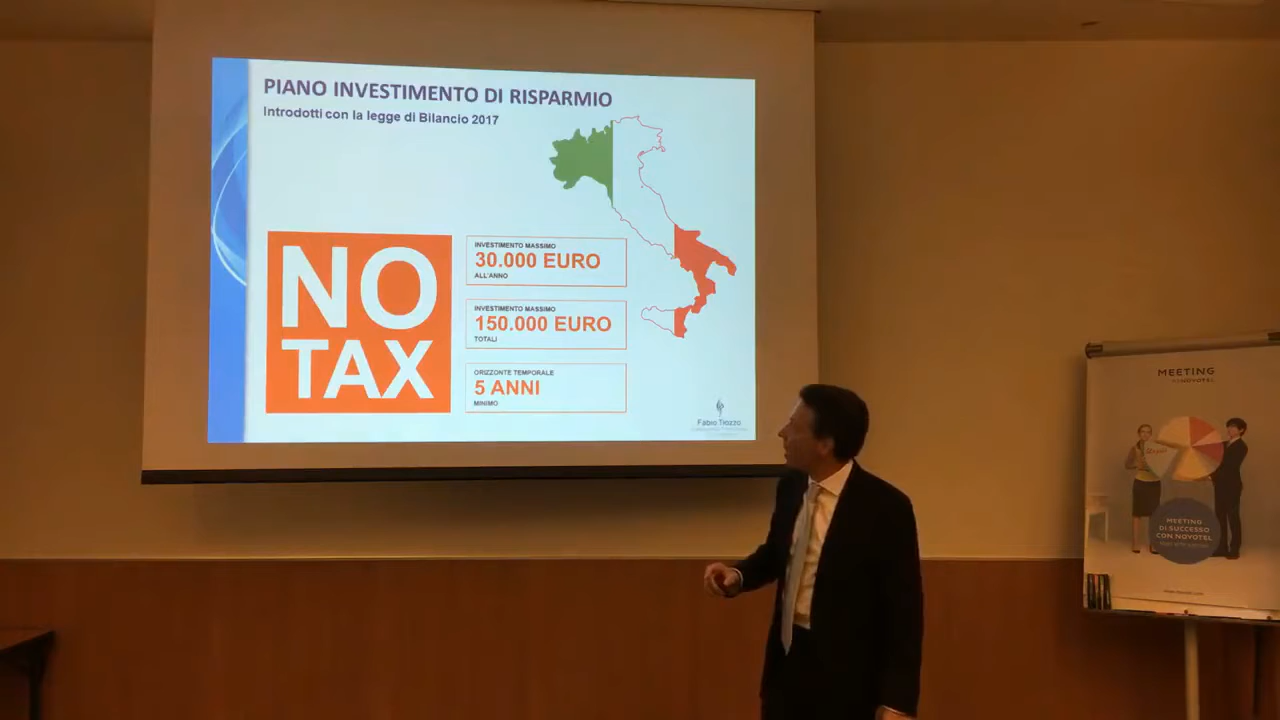 PIANO INVESTIMENTO DI RISPARMIO
Introdotti con la legge di Bilancio 2017
NO
TAX
INVESTIMENTO MASSIMO
30.000 EURO
ALL'ANNO
INVESTIMENTO MASSIMO
150.000 EURO
TOTALI
ORIZZONTE TEMPORALE
5 ANNI
MINIMO
Fabio Tiozzo
MEETING
BY NOVOTEL
MEETING
DI SUCCESSO
CON NOVOTEL